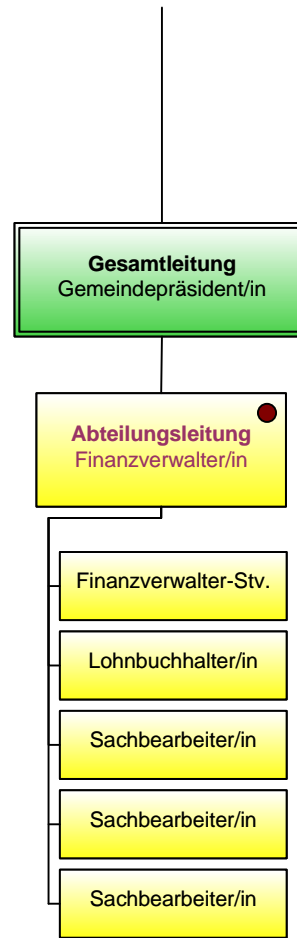 Gesamtleitung
Gemeindepräsident/in
Abteilungsleitung
Finanzverwalter/in
Finanzverwalter-Stv.
Lohnbuchhalter/in
Sachbearbeiter/in
Sachbearbeiter/in
Sachbearbeiter/in